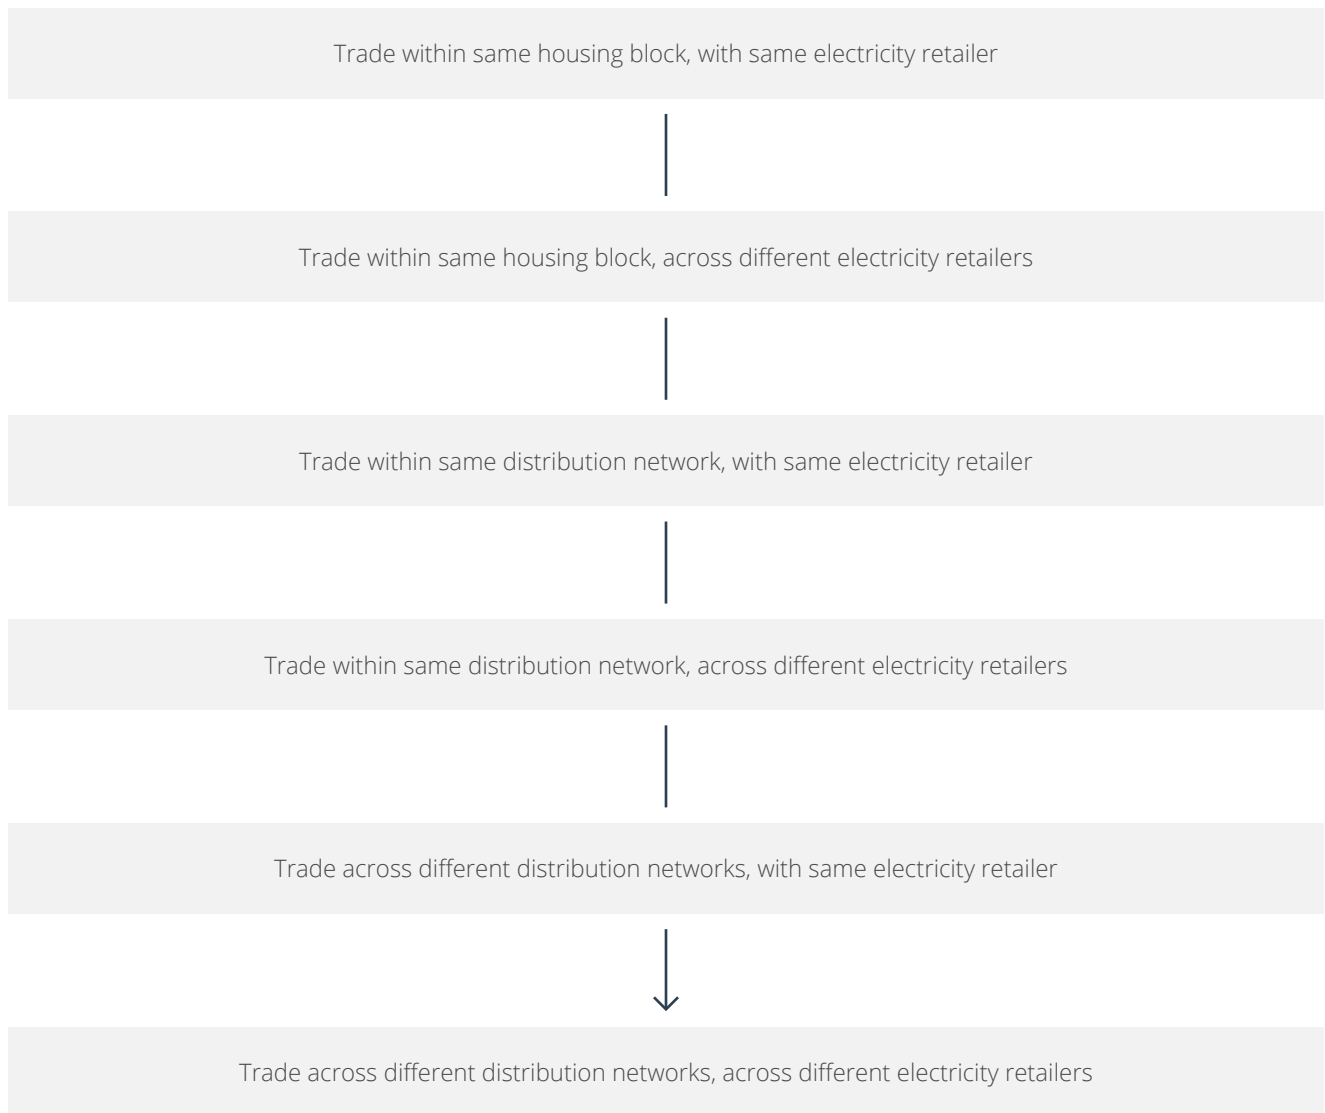 Trade within same housing block, with same electricity retailer
Trade within same housing block, across different electricity retailers
Trade within same distribution network, with same electricity retailer
Trade within same distribution network, across different electricity retailers
Trade across different distribution networks, with same electricity retailer
Trade across different distribution networks, across different electricity retailers